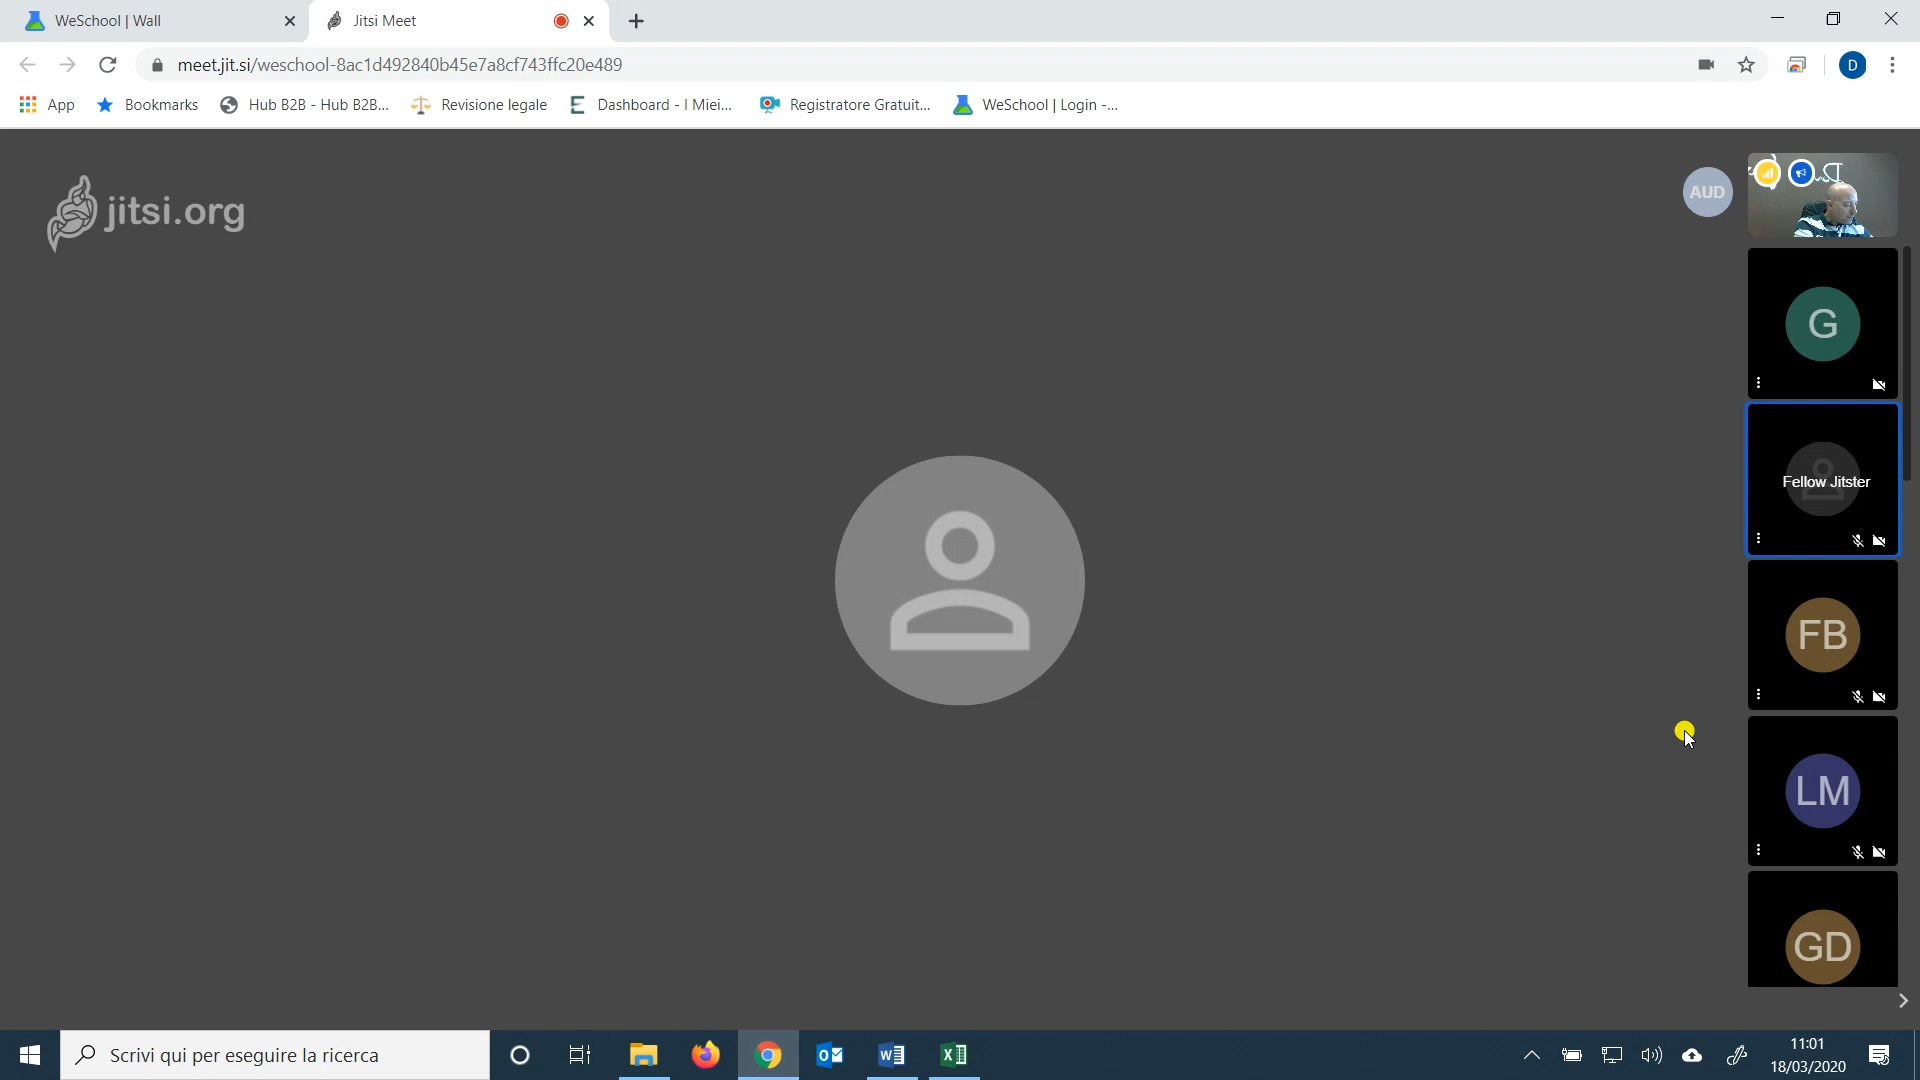 WeSchool | Wall
Jitsi Meet
meet.jit.si/weschool-8ac1d492840b45e7a8cf743ffc20e489
D
App
Bookmarks
Hub B2B - Hub B2B...
Revisione legale
Dashboard - I Miei...
Registratore Gratuit...
WeSchool | Login -...
jitsi.org
AUD
G
Fellow Jitster
FB
LM
GD
Scrivi qui per eseguire la ricerca
11:01
18/03/2020